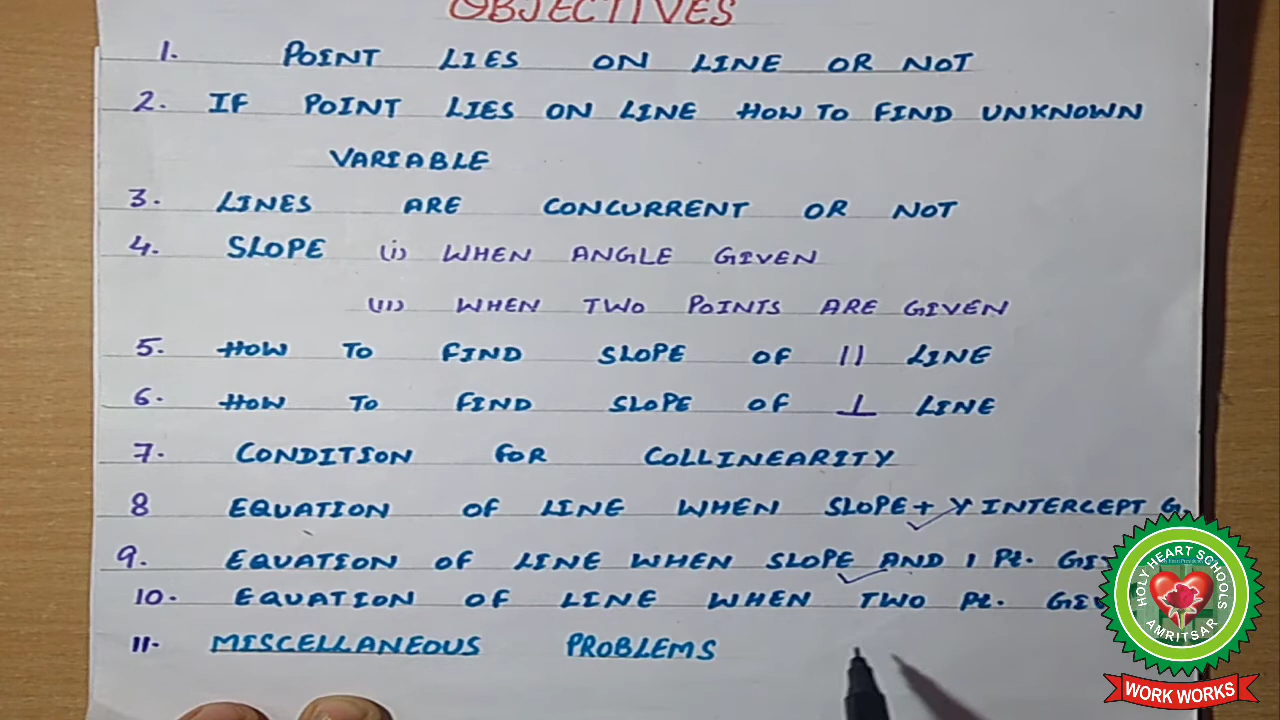 OBJECTIVES
1. POINT LIES ON LINE OR NOT
2. IF POINT LIES ON LINE HOW TO FIND UNKNOWN
VARIABLE
3. LINES ARE CONCURRENT OR NOT
4. SLOPE (i) WHEN ANGLE GIVEN
(ii) WHEN TWO POINTS ARE GIVEN
5. HOW TO FIND SLOPE OF || LINE
6. HOW TO FIND SLOPE OF ⊥ LINE
7. CONDITION FOR COLLINEARITY
8 EQUATION OF LINE WHEN SLOPE + Y INTERCEPT G.
9. EQUATION OF LINE WHEN SLOPE AND 1 Pt.
10. EQUATION OF LINE WHEN TWO Pt.
11. MISCELLANEOUS PROBLEMS
HOLY HEART SCHOOLS
AMRITSAR
WORK WORKS